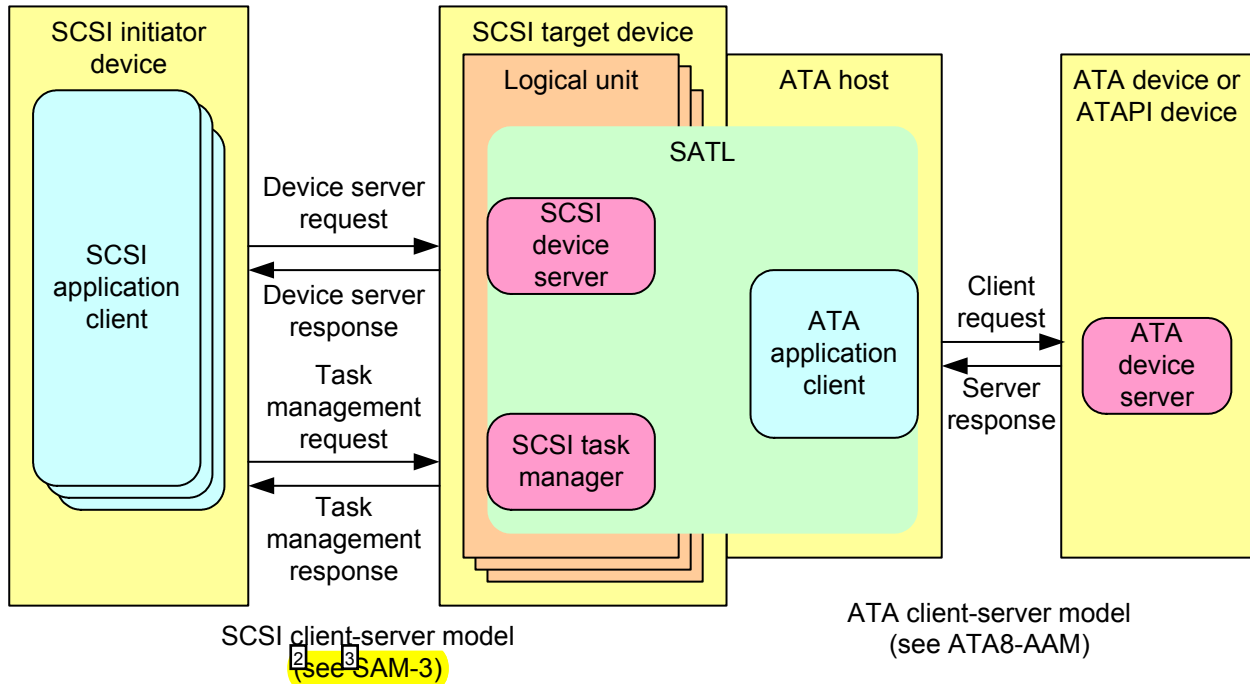 SCSI initiator
device
SCSI
application
client
Device server
request
Device server
response
Task
management
request
Task
management
response
SCSI target device
Logical unit
ATA host
SATL
SCSI
device
server
SCSI task
manager
ATA
application
client
Client
request
Server
response
ATA device or
ATAPI device
ATA
device
server
SCSI client-server model
2 3
(see SAM-3)
ATA client-server model
(see ATA8-AAM)